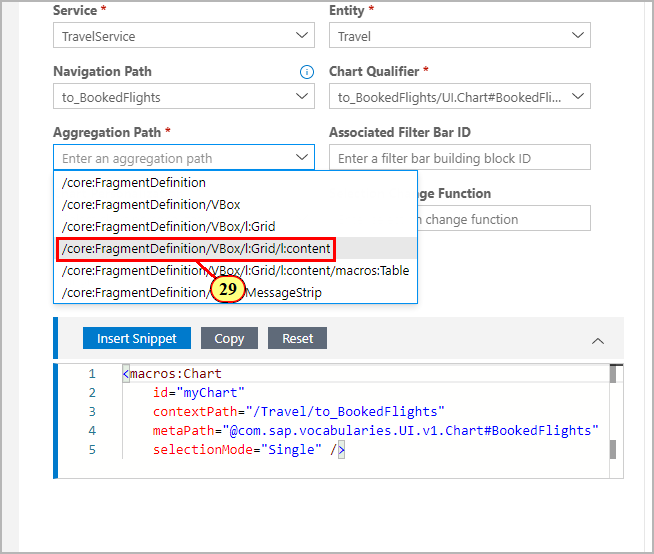 Service *
Entity *
TravelService
Travel
Navigation Path
Chart Qualifier *
to_BookedFlights
to_BookedFlights/UI.Chart#BookedFli...
Aggregation Path *
Associated Filter Bar ID
Enter an aggregation path
Enter a filter bar building block ID
/core:FragmentDefinition
nge Function
/core:FragmentDefinition/VBox
/core:FragmentDefinition/VBox/l:Grid
change function
/core:FragmentDefinition/VBox/l:Grid/l:content
/core:FragmentDefinition/VBox/l:Grid/l:content/macros:Table
/core:FragmentDefinition/ MessageStrip
29
Insert Snippet
Copy
Reset
1 <macros:Chart
2 id="myChart"
3 contextPath="/Travel/to_BookedFlights"
4 metaPath="@com.sap.vocabularies.UI.v1.Chart#BookedFlights"
5 selectionMode="Single" />